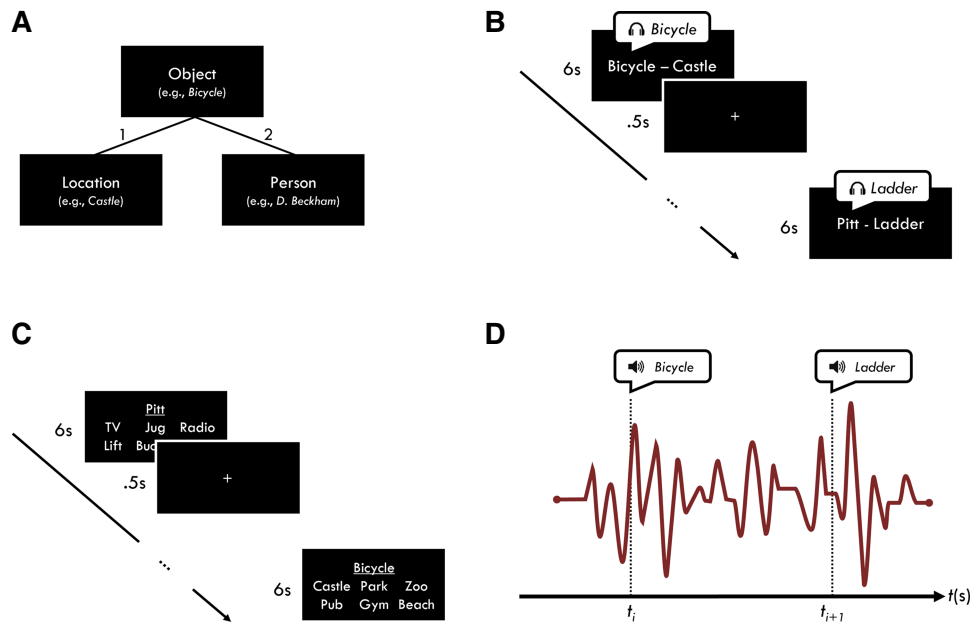 A
Object
(e.g., Bicycle)
1
2
Location
(e.g., Castle)
Person
(e.g., D. Beckham)
B
Bicycle
6s
Bicycle – Castle
.5s
+
...
Ladder
6s
Pitt - Ladder
C
6s
Pitt
TV Jug Radio
Lift
.5s
+
...
6s
Bicycle
Castle Park Zoo
Pub Gym Beach
D
Bicycle
Ladder
t(s)
ti
ti+1